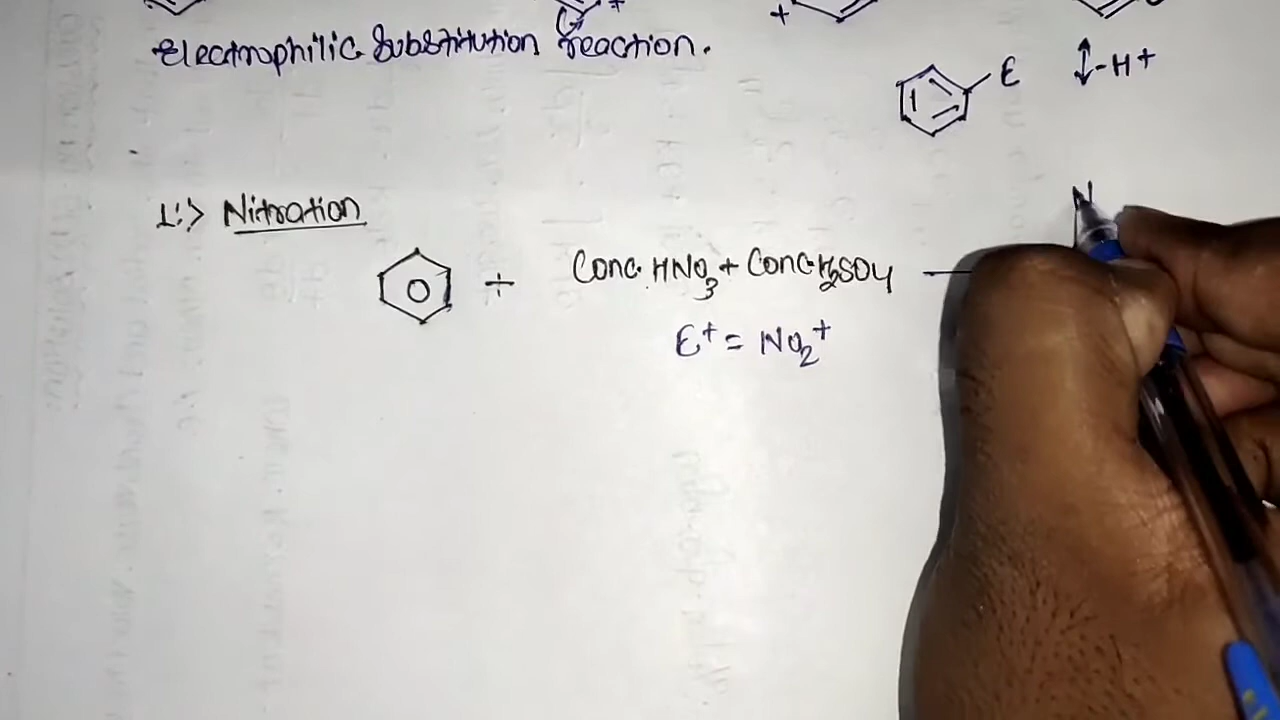 + +
Electrophilic Substitution reaction.
E -H+
1:> Nitration
+ Conc. HNO3 + Conc. H2SO4
E+ = NO2+
N